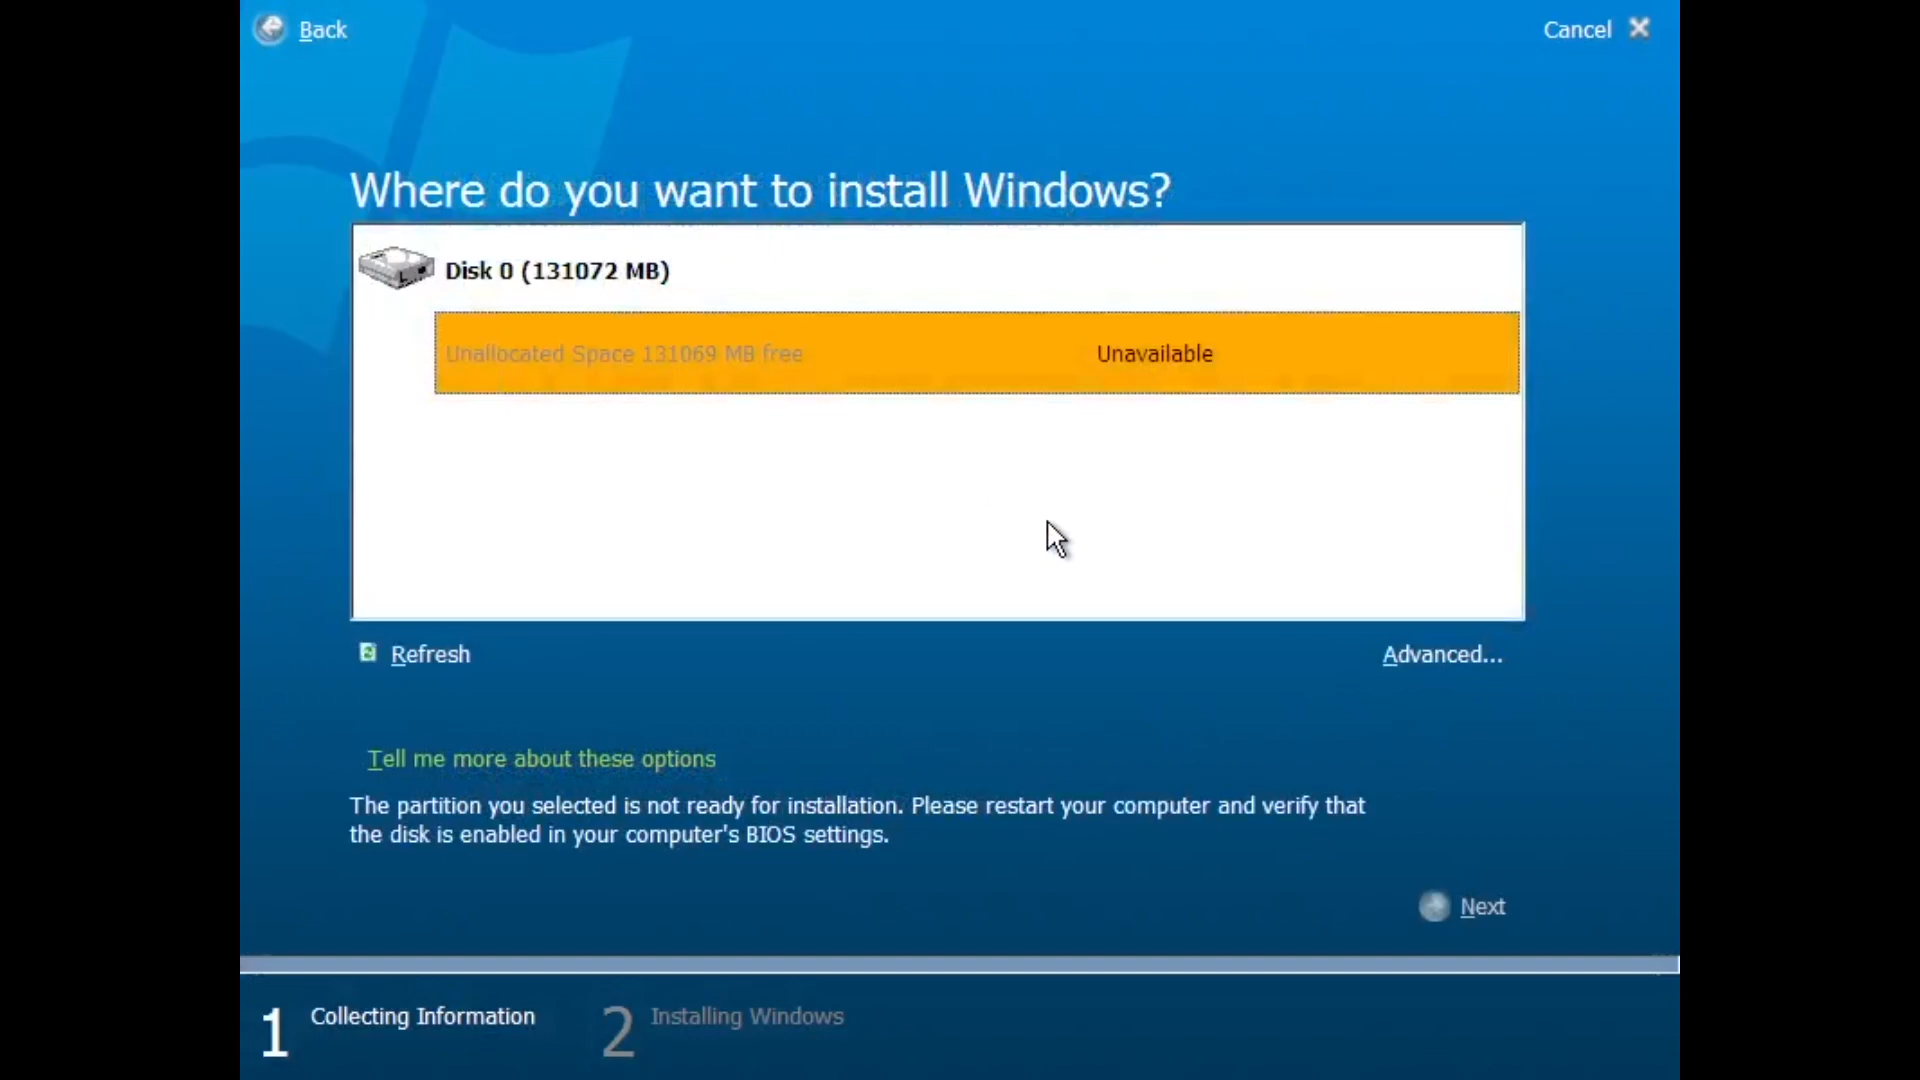 Back
Cancel
Where do you want to install Windows?
Disk 0 (131072 MB)
Unallocated Space 131069 MB free Unavailable
Refresh
Advanced...
Tell me more about these options
The partition you selected is not ready for installation. Please restart your computer and verify that
the disk is enabled in your computer's BIOS settings.
Next
1 Collecting Information 2 Installing Windows